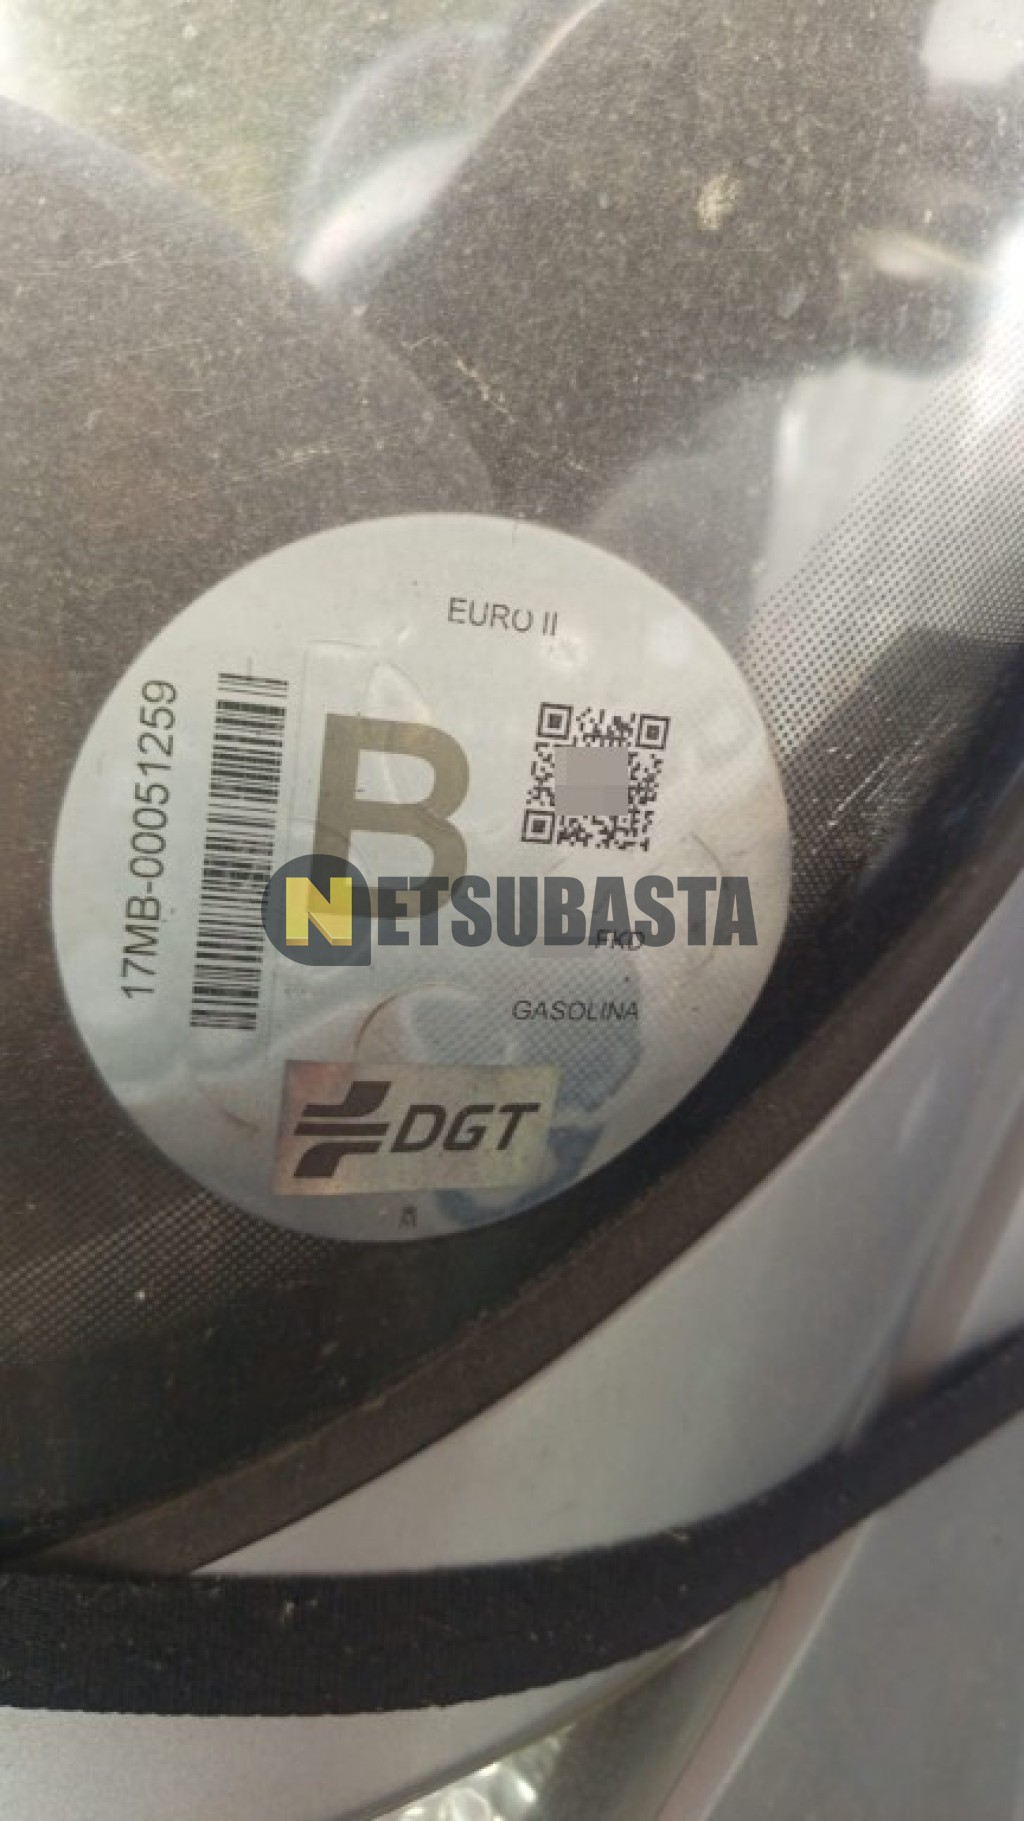 EURO II
17MB-00051259
B
NETSUBASTA
FKD
GASOLINA
DGT